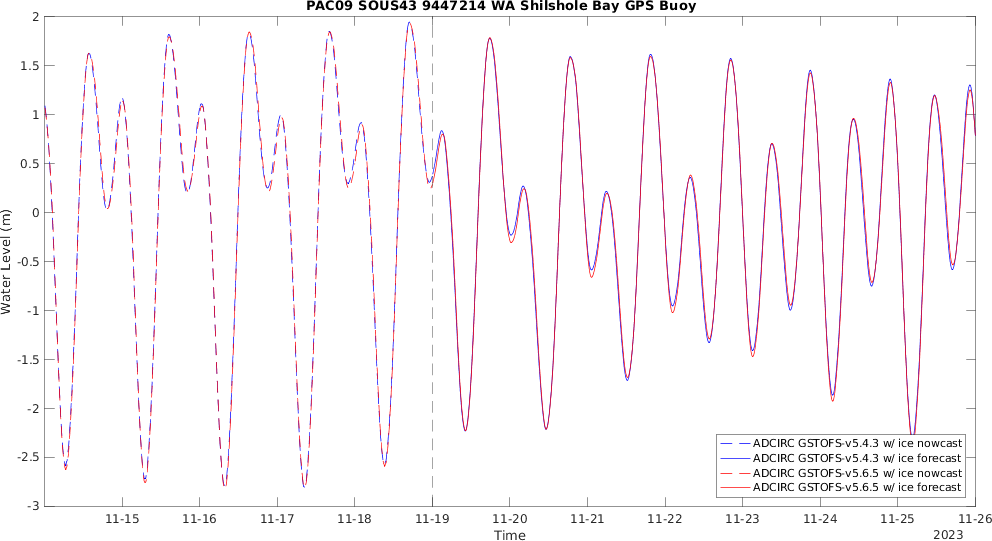 PAC09 SOUS43 9447214 WA Shilshole Bay GPS Buoy
2
1.5
1
0.5
0
-0.5
-1
-1.5
-2
-2.5
-3
Water Level (m)
11-15 11-16 11-17 11-18 11-19 11-20 11-21 11-22 11-23 11-24 11-25 11-26
Time
2023
ADCIRC GSTOFS-v5.4.3 w/ ice nowcast
ADCIRC GSTOFS-v5.4.3 w/ ice forecast
ADCIRC GSTOFS-v5.6.5 w/ ice nowcast
ADCIRC GSTOFS-v5.6.5 w/ ice forecast